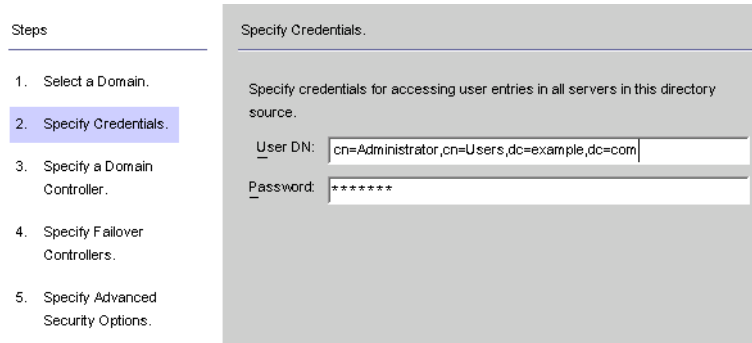 Steps
1. Select a Domain.
2. Specify Credentials.
3. Specify a Domain
Controller.
4. Specify Failover
Controllers.
5. Specify Advanced
Security Options.
Specify Credentials.
Specify credentials for accessing user entries in all servers in this directory
source.
User DN: cn=Administrator,cn=Users,dc=example,dc=com
Password: *******